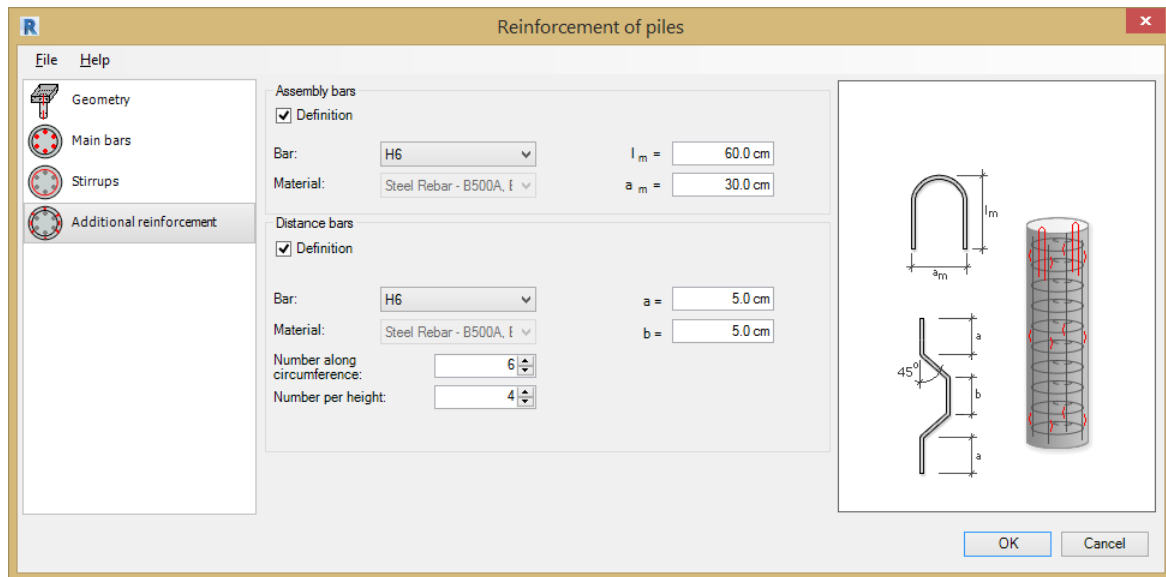 R
Reinforcement of piles
x
File Help
Geometry
Main bars
Stirrups
Additional reinforcement
Assembly bars
Definition
Bar: H6 l m = 60.0 cm
Material: Steel Rebar - B500A, E a m = 30.0 cm
Distance bars
Definition
Bar: H6 a = 5.0 cm
Material: Steel Rebar - B500A, E b = 5.0 cm
Number along
circumference: 6
Number per height: 4
lm
am
a
45°
b
a
OK Cancel